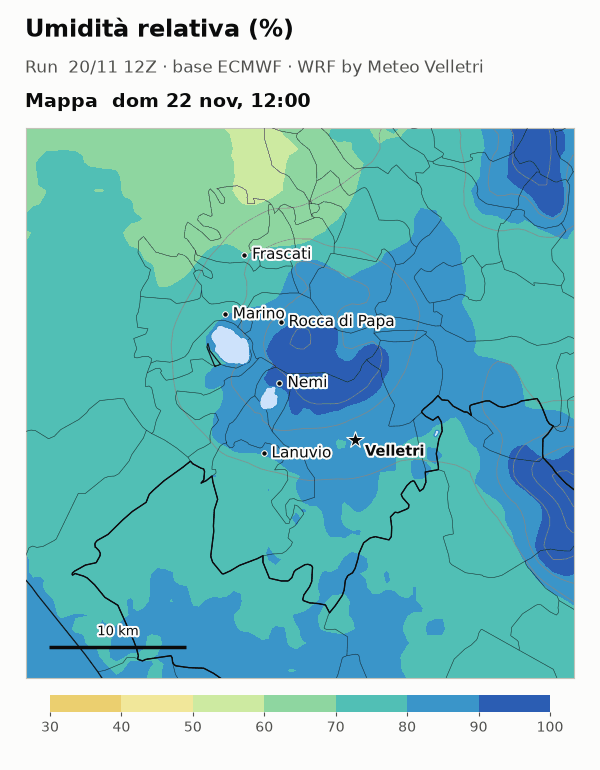 Umidità relativa (%)
Run  20/11 12Z · base ECMWF · WRF by Meteo Velletri
Mappa  dom 22 nov, 12:00
Frascati
Marino
Rocca di Papa
Nemi
Velletri
Lanuvio
10 km
30 40 50 60 70 80 90 100